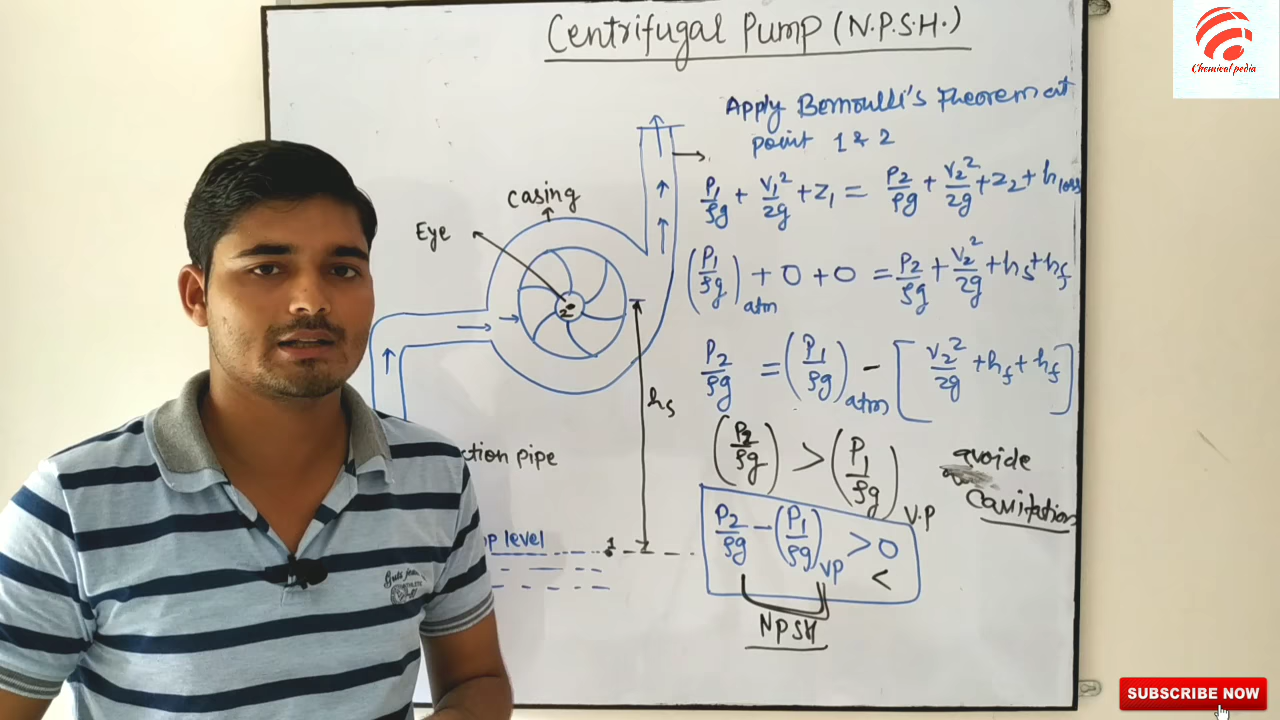 Centrifugal Pump (N.P.S.H.)
Chemical pedia
Apply Bernoulli's Theorem at
point 1 & 2
P1/ρg + V1²/2g + Z1 = P2/ρg + V2²/2g + Z2 + hloss
(P1/ρg)atm + 0 + 0 = P2/ρg + V2²/2g + hs + hf
P2/ρg = (P1/ρg)atm - [V2²/2g + hf + hf]
(P2/ρg) > (P1/ρg)V.P
avoide
Cavitation
P2/ρg - (P1/ρg)VP > 0
<
NPSH
casing
Eye
2
hs
ction pipe
level
1
SUBSCRIBE NOW